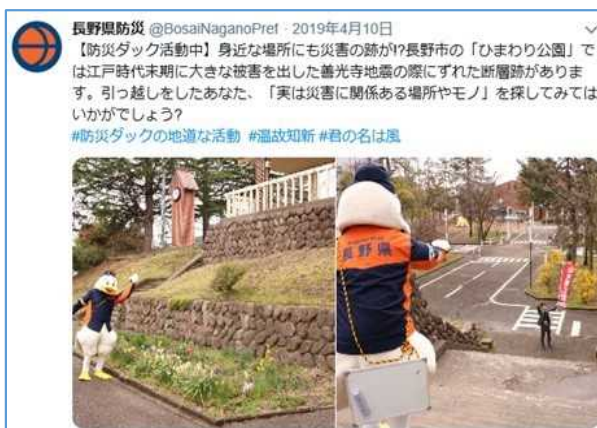 長野県防災 @BosaiNaganoPref・2019年4月10日
【防災ダック活動中】身近な場所にも災害の跡が!?長野市の「ひまわり公園」で
は江戸時代末期に大きな被害を出した善光寺地震の際にずれた断層跡がありま
す。引っ越しをしたあなた、「実は災害に関係ある場所やモノ」を探してみては
いかがでしょう?
#防災ダックの地道な活動 #温故知新 #君の名は風
長野県